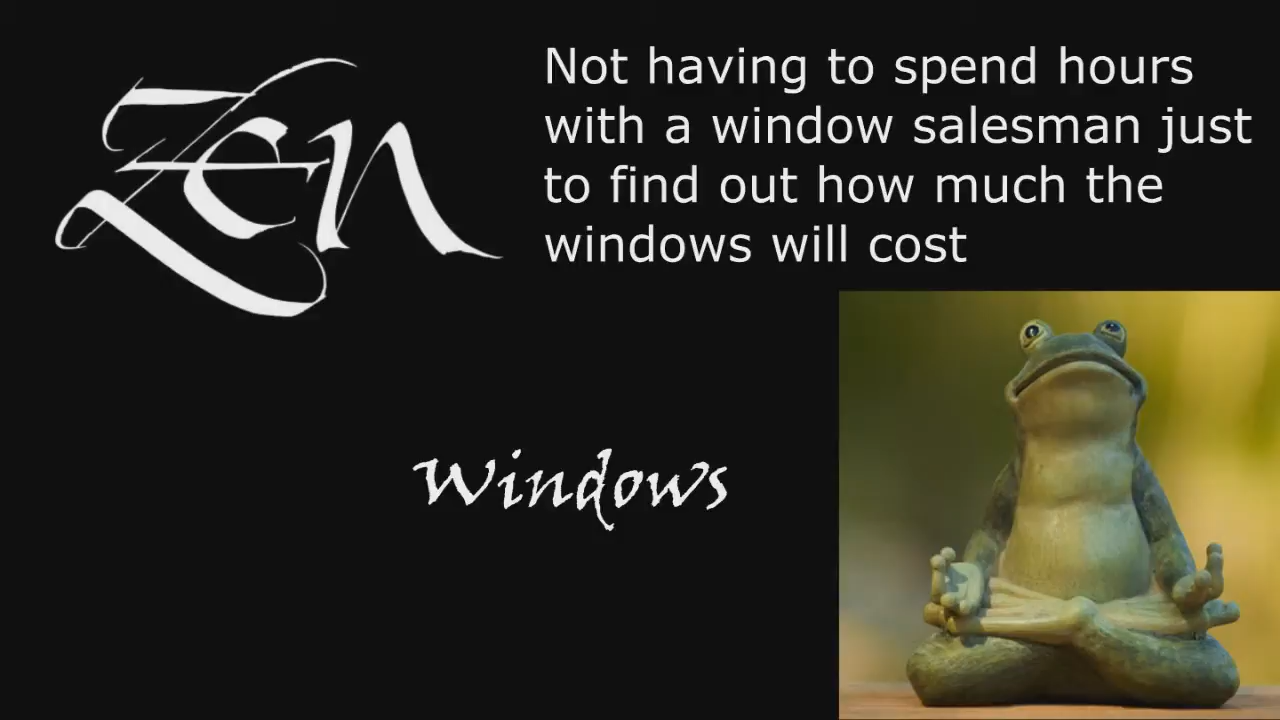 Zen
Not having to spend hours
with a window salesman just
to find out how much the
windows will cost
Windows